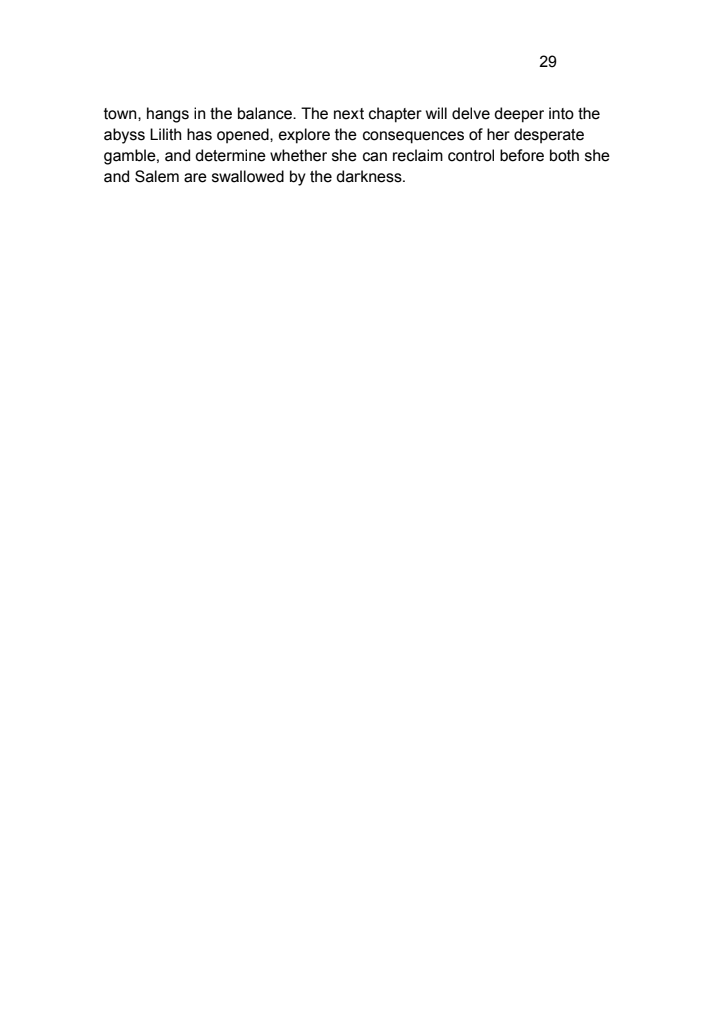 29
town, hangs in the balance. The next chapter will delve deeper into the
abyss Lilith has opened, explore the consequences of her desperate
gamble, and determine whether she can reclaim control before both she
and Salem are swallowed by the darkness.